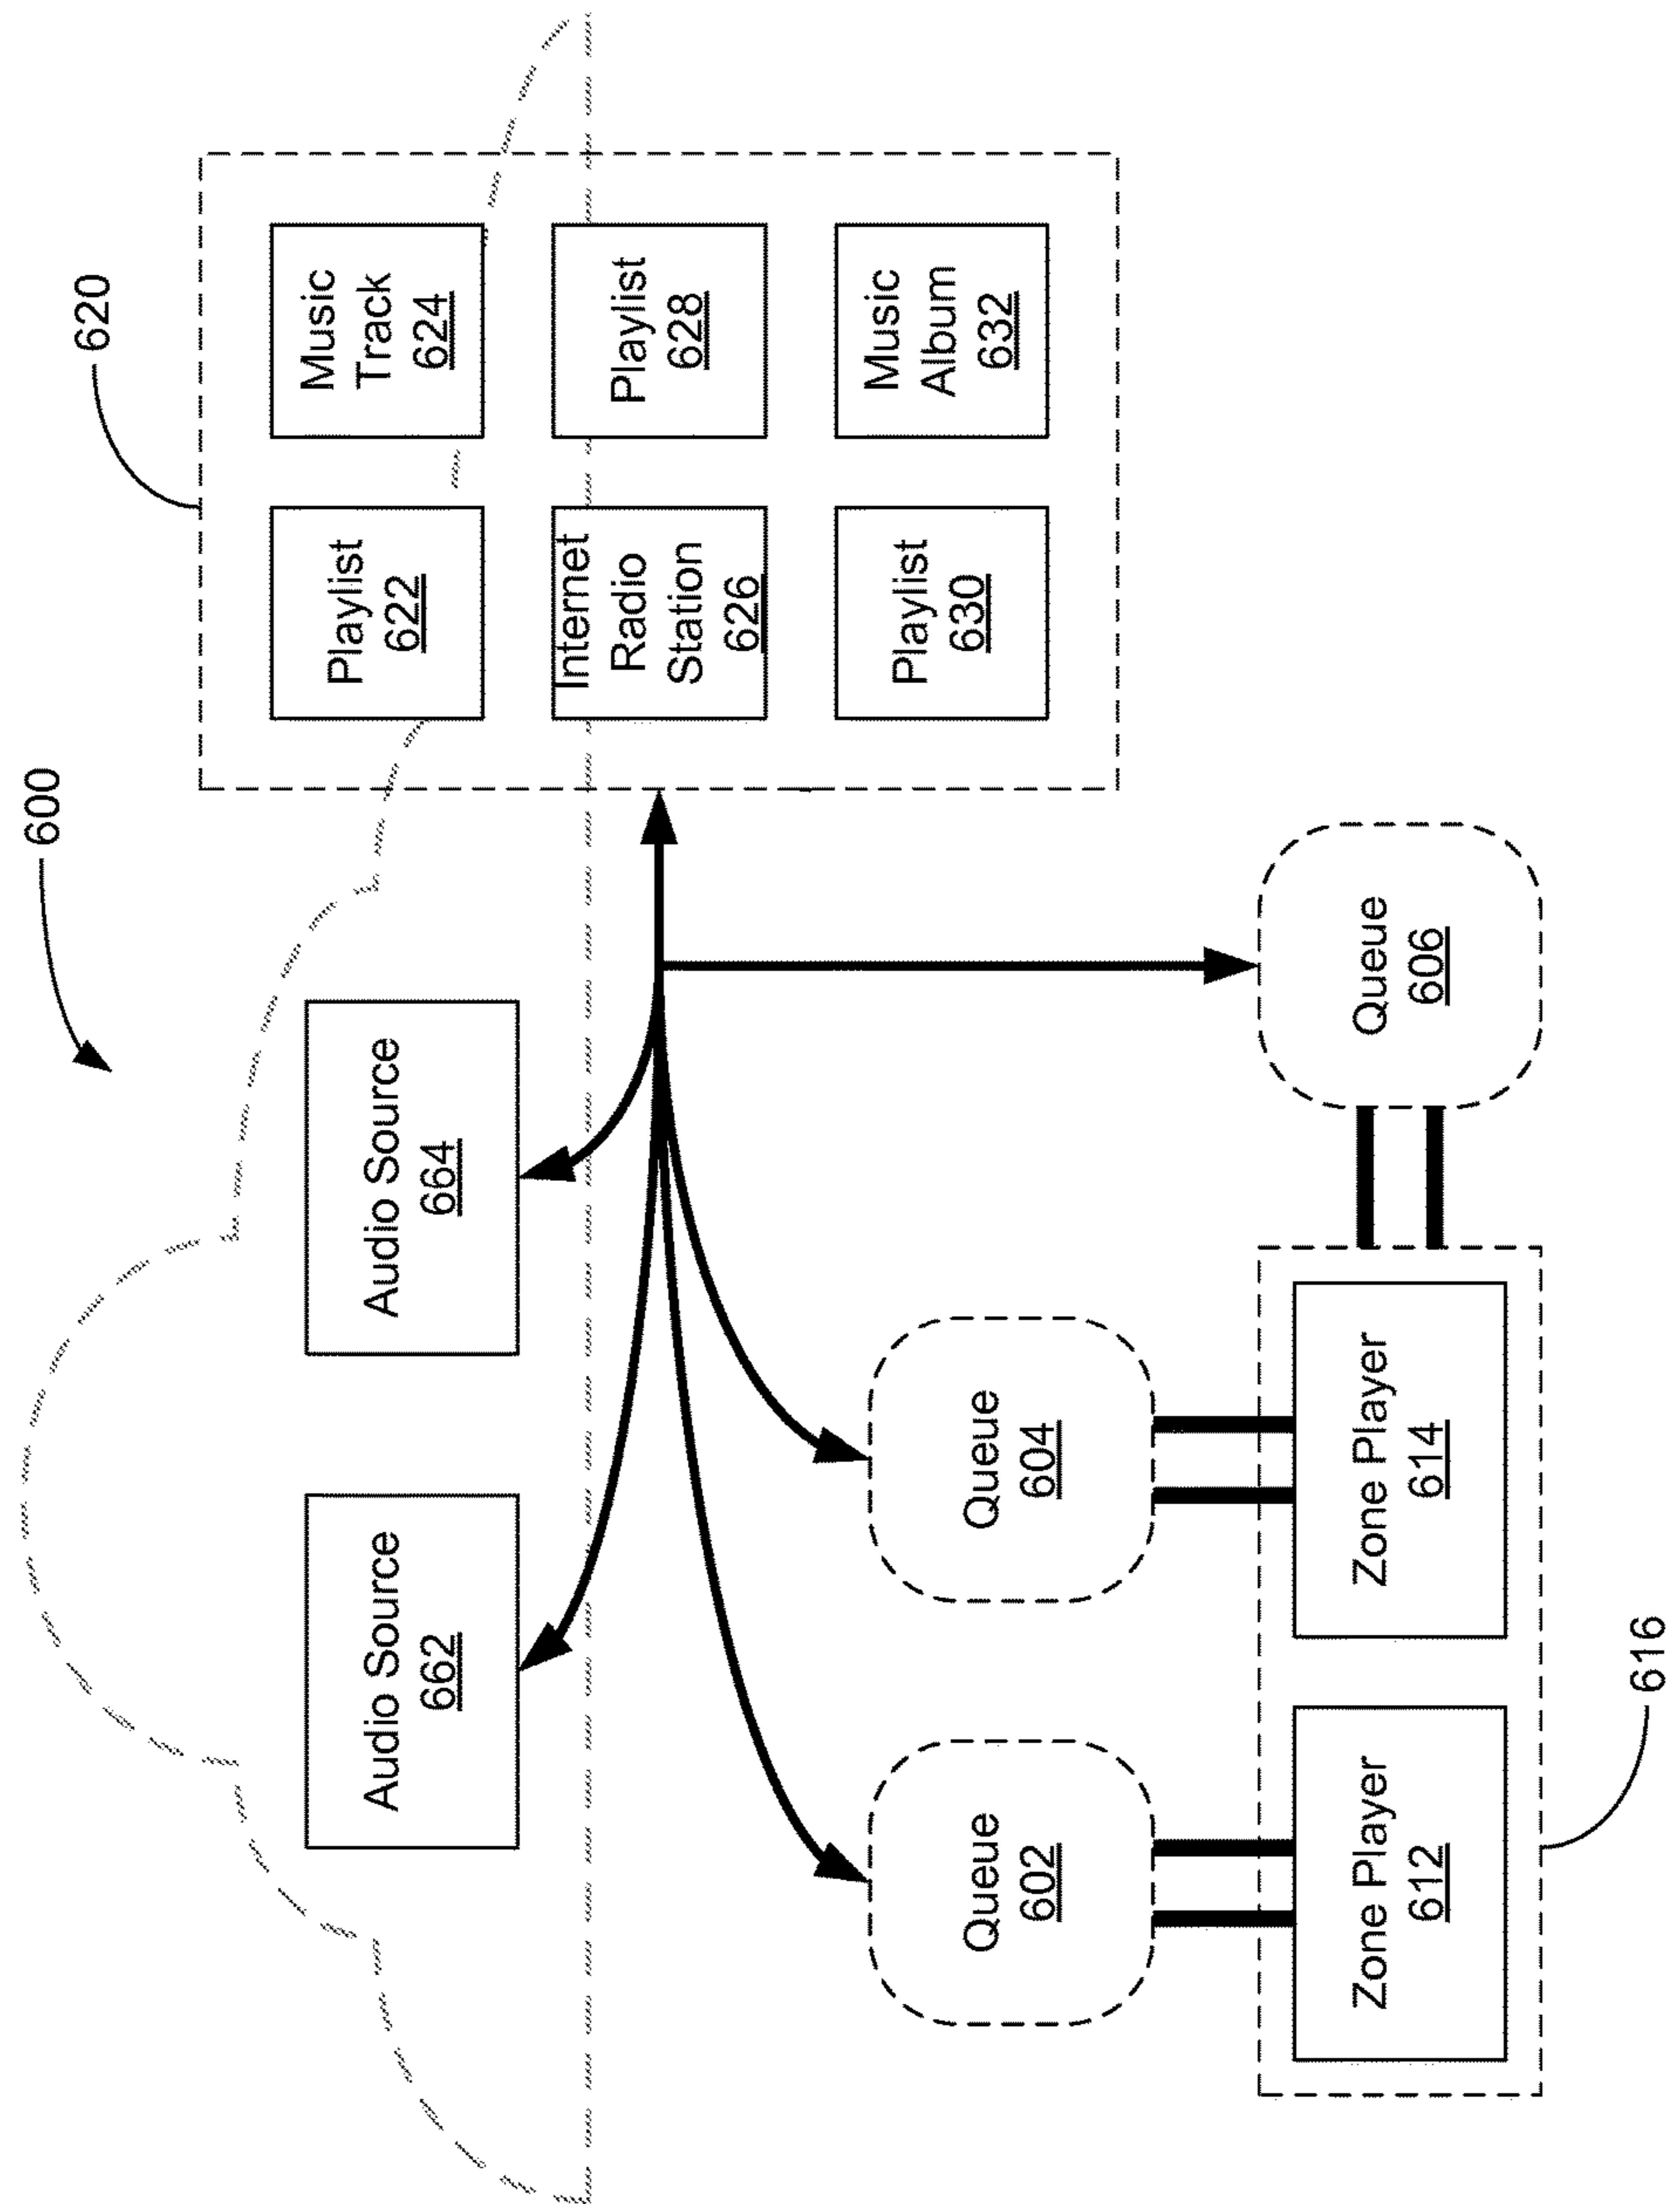 600
620
Audio Source
662
Audio Source
664
Playlist
622
Music
Track
624
Internet
Radio
Station
626
Playlist
628
Playlist
630
Music
Album
632
Queue
602
Queue
604
Queue
606
Zone Player
612
Zone Player
614
616